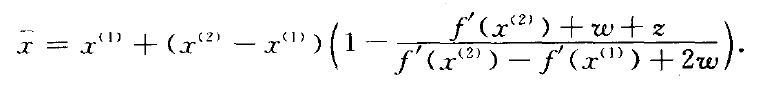 x̄ = x⁽¹⁾ + (x⁽²⁾ − x⁽¹⁾)(1 − (f′(x⁽²⁾) + w + z)/(f′(x⁽²⁾) − f′(x⁽¹⁾) + 2w)).